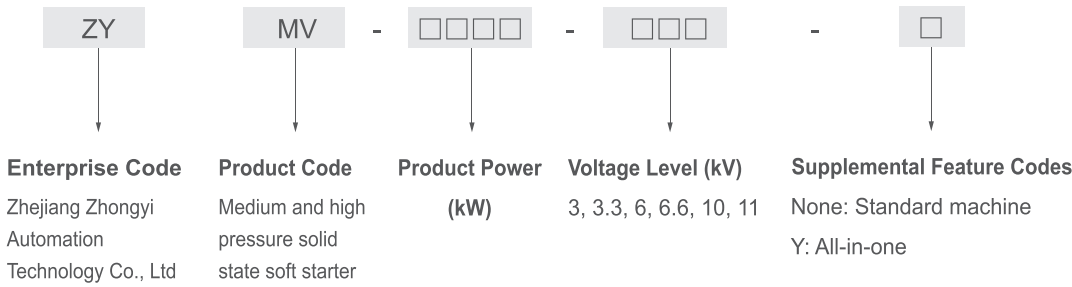 ZY MV - □□□□ - □□□ - □
Enterprise Code
Zhejiang Zhongyi
Automation
Technology Co., Ltd
Product Code
Medium and high
pressure solid
state soft starter
Product Power
(kW)
Voltage Level (kV)
3, 3.3, 6, 6.6, 10, 11
Supplemental Feature Codes
None: Standard machine
Y: All-in-one